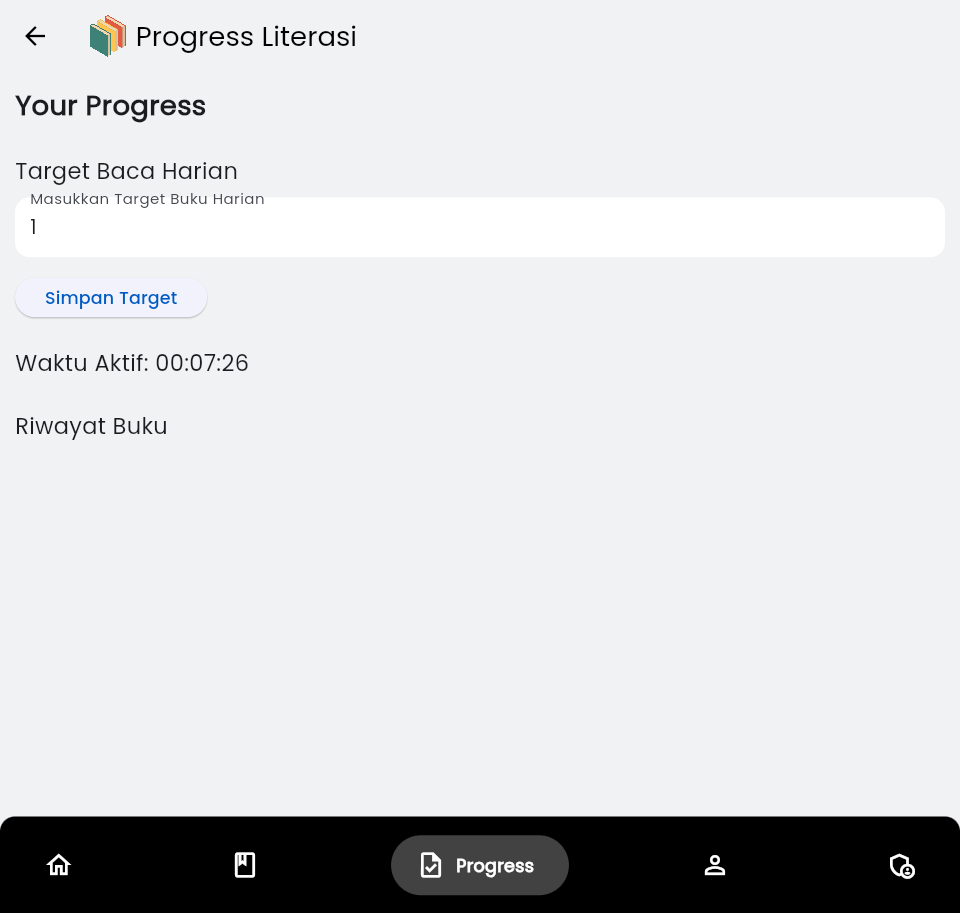 Progress Literasi
Your Progress
Target Baca Harian
Masukkan Target Buku Harian
1
Simpan Target
Waktu Aktif: 00:07:26
Riwayat Buku
Progress